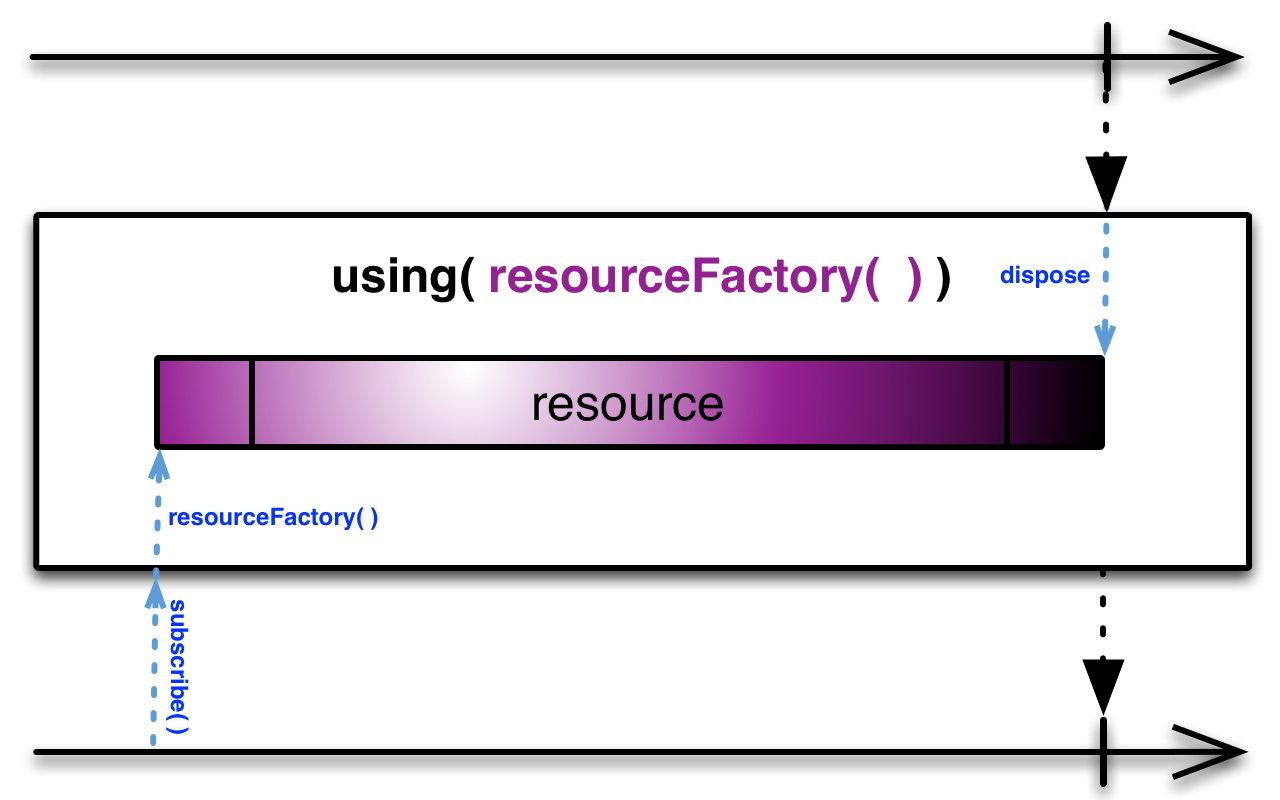 using( resourceFactory(  ) )
dispose
resource
resourceFactory( )
subscribe( )